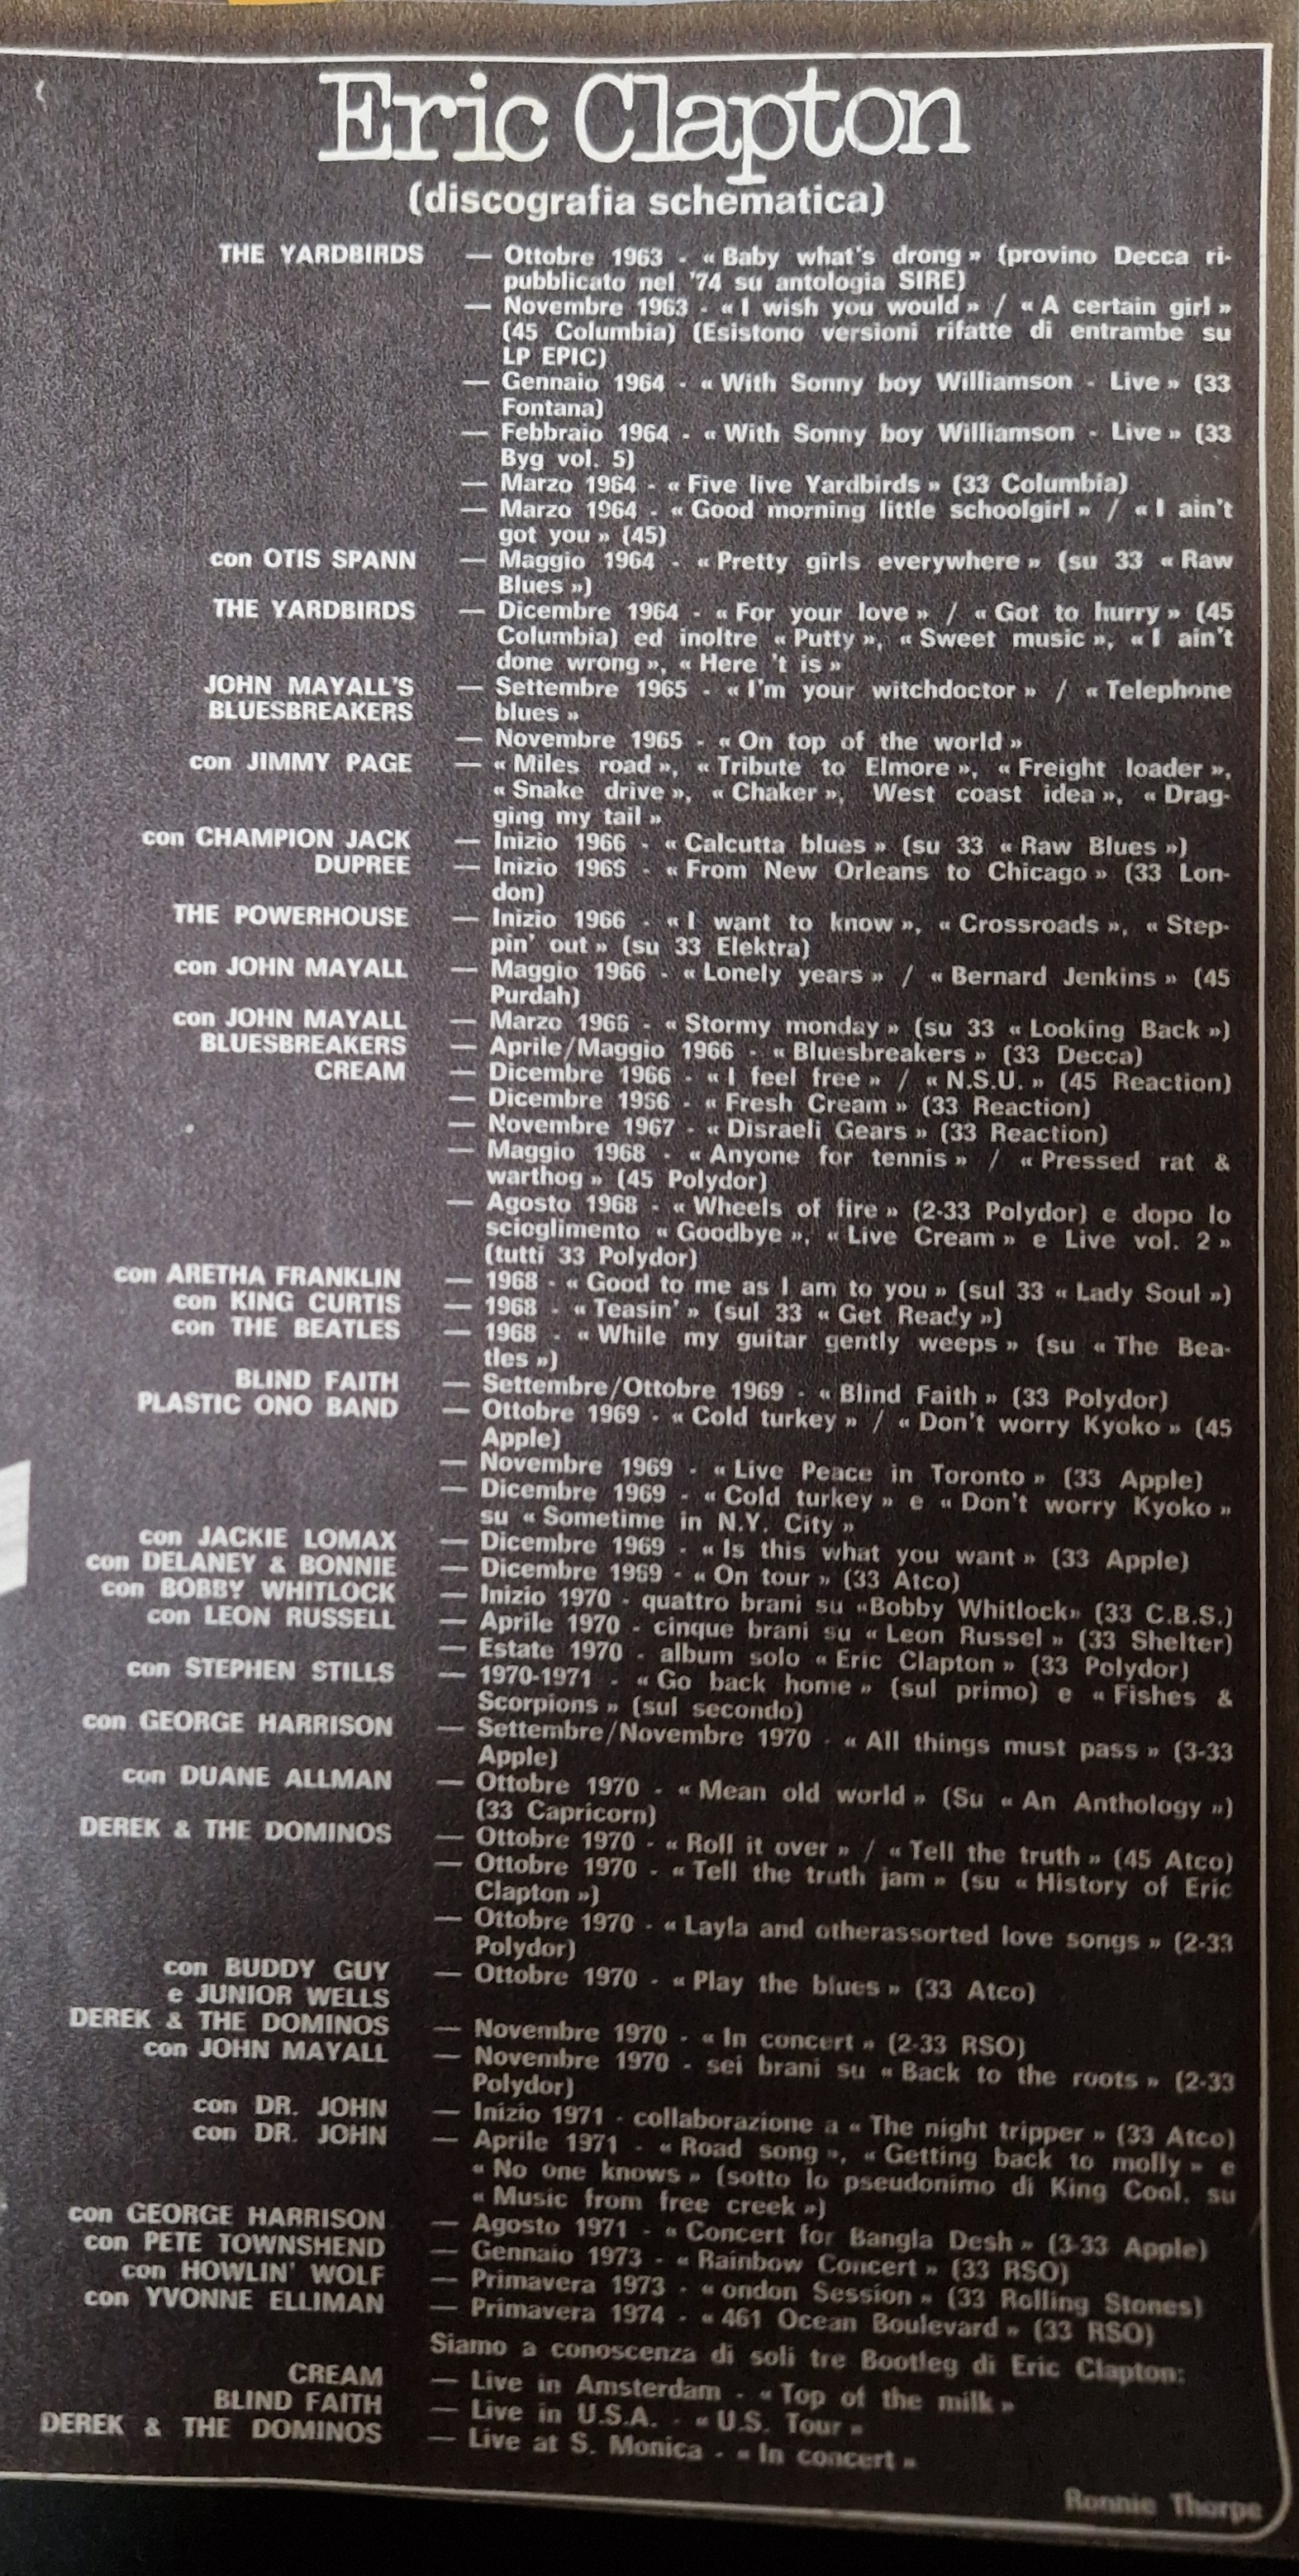 Eric Clapton
(discografia schematica)
THE YARDBIRDS — Ottobre 1963 - « Baby what's drong » (provino Decca ri-
pubblicato nel '74 su antologia SIRE)
— Novembre 1963 - « I wish you would » / « A certain girl »
(45 Columbia) (Esistono versioni rifatte di entrambe su
LP EPIC)
— Gennaio 1964 - « With Sonny boy Williamson - Live » (33
Fontana)
— Febbraio 1964 - « With Sonny boy Williamson - Live » (33
Byg vol. 5)
— Marzo 1964 - « Five live Yardbirds » (33 Columbia)
— Marzo 1964 - « Good morning little schoolgirl » / « I ain't
got you » (45)
con OTIS SPANN — Maggio 1964 - « Pretty girls everywhere » (su 33 « Raw
Blues »)
THE YARDBIRDS — Dicembre 1964 - « For your love » / « Got to hurry » (45
Columbia) ed inoltre « Putty », « Sweet music », « I ain't
done wrong », « Here 't is »
JOHN MAYALL'S — Settembre 1965 - « I'm your witchdoctor » / « Telephone
BLUESBREAKERS blues »
— Novembre 1965 - « On top of the world »
con JIMMY PAGE — « Miles road », « Tribute to Elmore », « Freight loader »,
« Snake drive », « Chaker », West coast idea », « Drag-
ging my tail »
con CHAMPION JACK — Inizio 1966 - « Calcutta blues » (su 33 « Raw Blues »)
DUPREE — Inizio 1966 - « From New Orleans to Chicago » (33 Lon-
don)
THE POWERHOUSE — Inizio 1966 - « I want to know », « Crossroads », « Step-
pin' out » (su 33 Elektra)
con JOHN MAYALL — Maggio 1966 - « Lonely years » / « Bernard Jenkins » (45
Purdah)
con JOHN MAYALL — Marzo 1966 - « Stormy monday » (su 33 « Looking Back »)
BLUESBREAKERS — Aprile/Maggio 1966 - « Bluesbreakers » (33 Decca)
CREAM — Dicembre 1966 - « I feel free » / « N.S.U. » (45 Reaction)
— Dicembre 1966 - « Fresh Cream » (33 Reaction)
— Novembre 1967 - « Disraeli Gears » (33 Reaction)
— Maggio 1968 - « Anyone for tennis » / « Pressed rat &
warthog » (45 Polydor)
— Agosto 1968 - « Wheels of fire » (2-33 Polydor) e dopo lo
scioglimento « Goodbye », « Live Cream » e Live vol. 2 »
(tutti 33 Polydor)
con ARETHA FRANKLIN — 1968 - « Good to me as I am to you » (sul 33 « Lady Soul »)
con KING CURTIS — 1968 - « Teasin' » (sul 33 « Get Ready »)
con THE BEATLES — 1968 - « While my guitar gently weeps » (su « The Bea-
tles »)
BLIND FAITH — Settembre/Ottobre 1969 - « Blind Faith » (33 Polydor)
PLASTIC ONO BAND — Ottobre 1969 - « Cold turkey » / « Don't worry Kyoko » (45
Apple)
— Novembre 1969 - « Live Peace in Toronto » (33 Apple)
— Dicembre 1969 - « Cold turkey » e « Don't worry Kyoko »
su « Sometime in N.Y. City »
con JACKIE LOMAX — Dicembre 1969 - « Is this what you want » (33 Apple)
con DELANEY & BONNIE — Dicembre 1969 - « On tour » (33 Atco)
con BOBBY WHITLOCK — Inizio 1970 - quattro brani su «Bobby Whitlock» (33 C.B.S.)
con LEON RUSSELL — Aprile 1970 - cinque brani su « Leon Russel » (33 Shelter)
— Estate 1970 - album solo « Eric Clapton » (33 Polydor)
con STEPHEN STILLS — 1970-1971 - « Go back home » (sul primo) e « Fishes &
Scorpions » (sul secondo)
con GEORGE HARRISON — Settembre/Novembre 1970 - « All things must pass » (3-33
Apple)
con DUANE ALLMAN — Ottobre 1970 - « Mean old world » (Su « An Anthology »)
(33 Capricorn)
DEREK & THE DOMINOS — Ottobre 1970 - « Roll it over » / « Tell the truth » (45 Atco)
— Ottobre 1970 - « Tell the truth jam » (su « History of Eric
Clapton »)
— Ottobre 1970 - « Layla and otherassorted love songs » (2-33
Polydor)
con BUDDY GUY — Ottobre 1970 - « Play the blues » (33 Atco)
e JUNIOR WELLS
DEREK & THE DOMINOS — Novembre 1970 - « In concert » (2-33 RSO)
con JOHN MAYALL — Novembre 1970 - sei brani su « Back to the roots » (2-33
Polydor)
con DR. JOHN — Inizio 1971 - collaborazione a « The night tripper » (33 Atco)
con DR. JOHN — Aprile 1971 - « Road song », « Getting back to molly » e
« No one knows » (sotto lo pseudonimo di King Cool, su
« Music from free creek »)
con GEORGE HARRISON — Agosto 1971 - « Concert for Bangla Desh » (3-33 Apple)
con PETE TOWNSHEND — Gennaio 1973 - « Rainbow Concert » (33 RSO)
con HOWLIN' WOLF — Primavera 1973 - « ondon Session » (33 Rolling Stones)
con YVONNE ELLIMAN — Primavera 1974 - « 461 Ocean Boulevard » (33 RSO)
Siamo a conoscenza di soli tre Bootleg di Eric Clapton:
CREAM — Live in Amsterdam - « Top of the milk »
BLIND FAITH — Live in U.S.A. - « U.S. Tour »
DEREK & THE DOMINOS — Live at S. Monica - « In concert »
Ronnie Thorpe